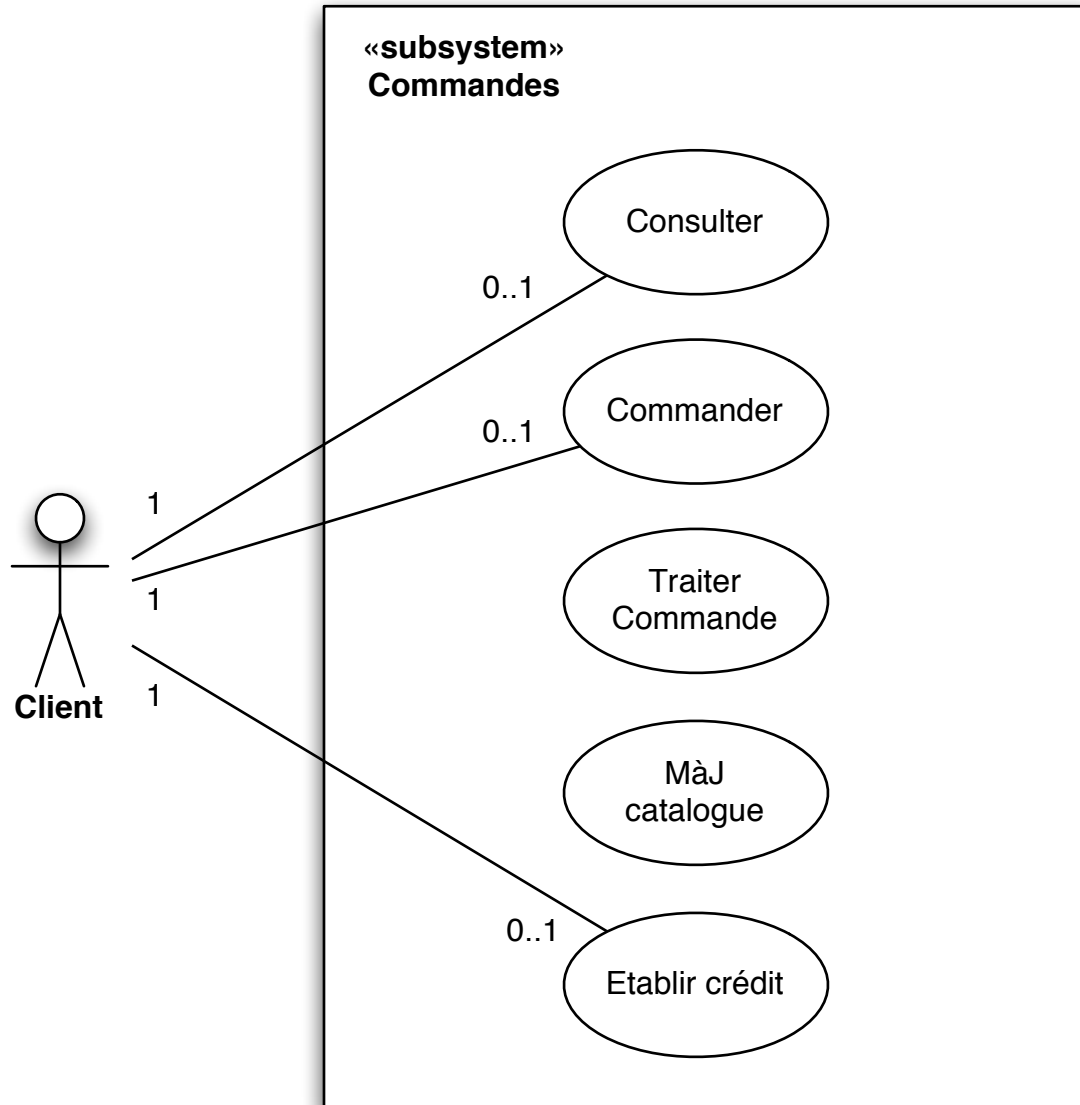 «subsystem»
Commandes
Consulter
0..1
Commander
0..1
1
1
Traiter
Commande
Client
1
MàJ
catalogue
0..1
Etablir crédit